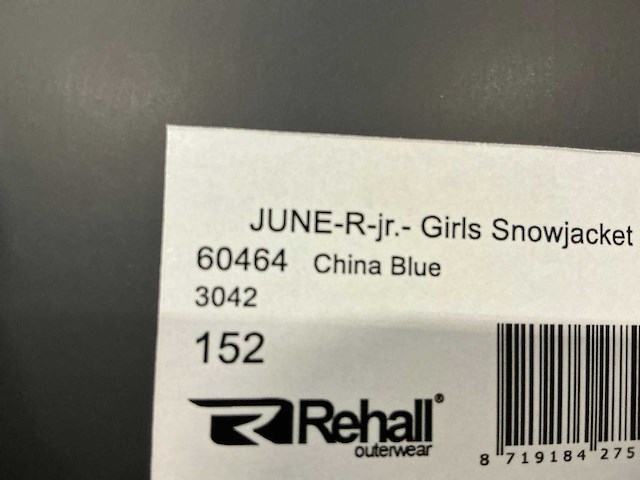 JUNE-R-jr.- Girls Snowjacket
60464 China Blue
3042
152
Rehall®
outerwear
8 719184 275